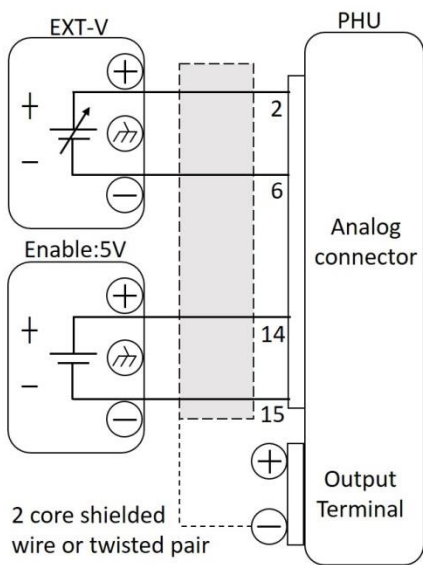 EXT-V
PHU
+
+
2
−
6
−
Analog
connector
Enable:5V
+
+
14
−
15
−
+
Output
Terminal
−
2 core shielded
wire or twisted pair